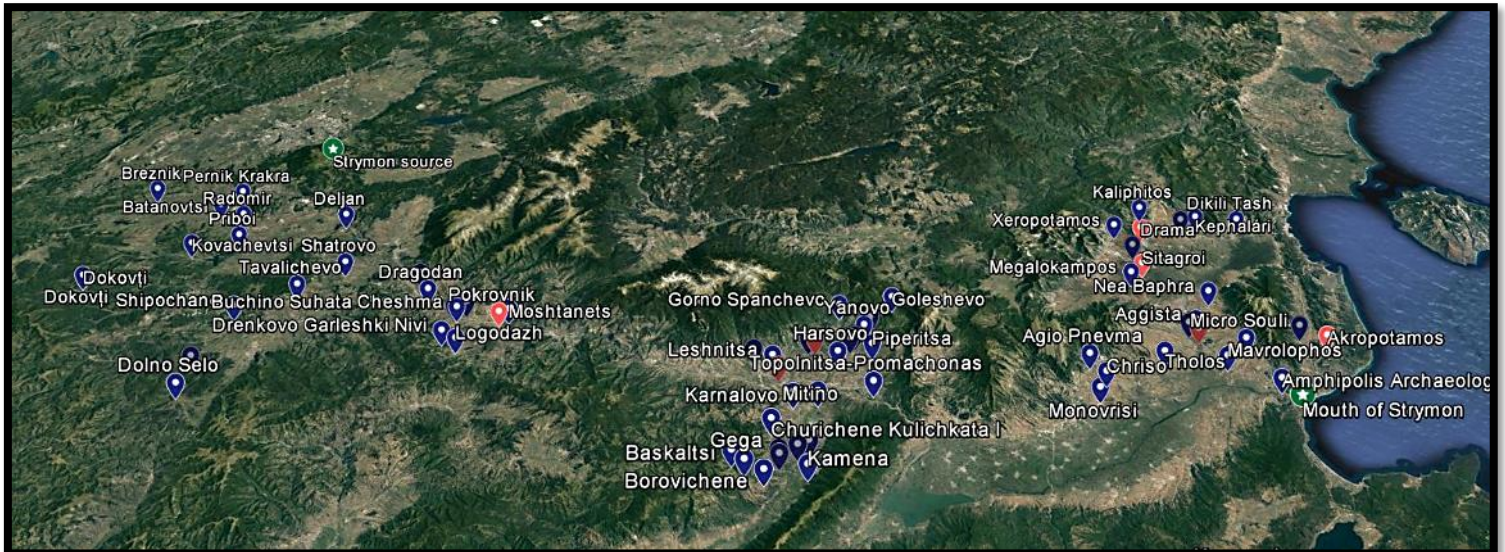 Strymon source
Breznik
Pernik Krakra
Batanovtsi
Radomir
Priboi
Deljan
Kovachevtsi
Shatrovo
Tavalichevo
Dragodan
Dokovţi
Dokovţi
Shipochan
Buchino Suhata Cheshma
Pokrovnik
Moshtanets
Drenkovo Garleshki Nivi
Logodazh
Dolno Selo
Gorno Spanchevc
Yanovo
Goleshevo
Harsovo
Piperitsa
Leshnitsa
Topolnitsa-Promachonas
Karnalovo
Mitino
Churichene Kulichkata I
Gega
Baskaltsi
Kamena
Borovichene
Kaliphitos
Xeropotamos
Drama
Dikili Tash
Kephalari
Sitagroi
Megalokampos
Nea Baphra
Aggista
Micro Souli
Agio Pnevma
Akropotamos
Chriso
Tholos
Mavrolophos
Monovrisi
Amphipolis Archaeolog
Mouth of Strymon